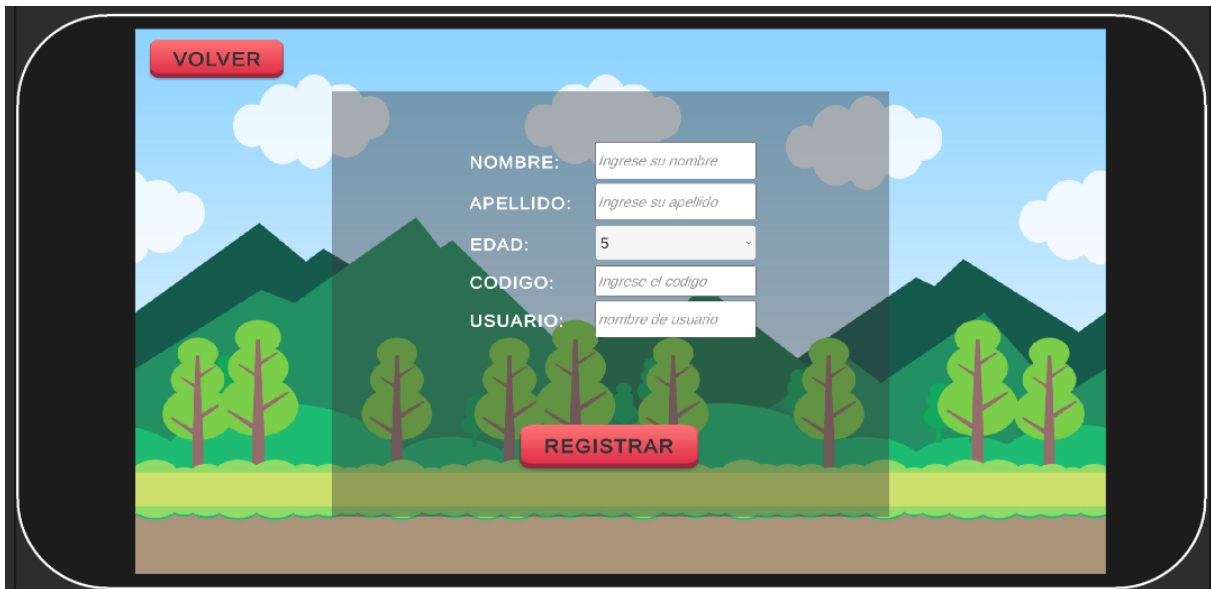 VOLVER
NOMBRE: Ingrese su nombre
APELLIDO: Ingrese su apellido
EDAD: 5
CODIGO: Ingrese el codigo
USUARIO: nombre de usuario
REGISTRAR